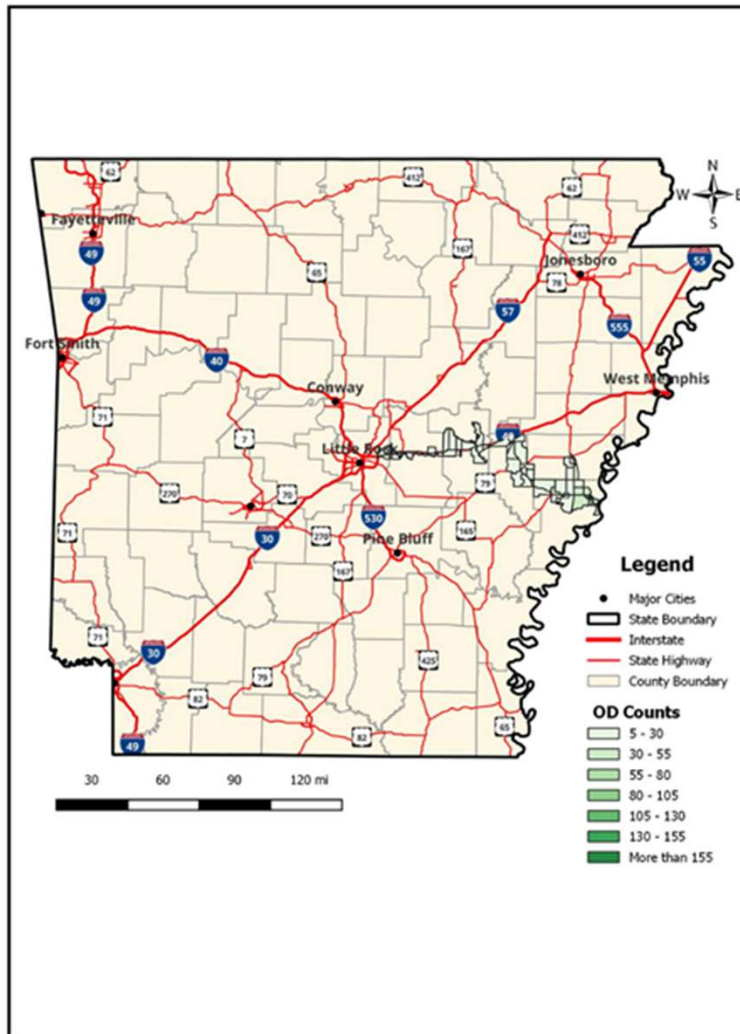 62
412
62
N
W E
S
Fayetteville
167
412
49
65
Jonesboro
55
78
49
57
555
Fort Smith
40
Conway
West Memphis
71
7
Little Rock
79
270
70
530
71
30
270
165
Pine Bluff
167
Legend
Major Cities
State Boundary
Interstate
State Highway
County Boundary
71
30
425
79
82
65
82
49
OD Counts
5 - 30
30 - 55
55 - 80
80 - 105
105 - 130
130 - 155
More than 155
30 60 90 120 mi